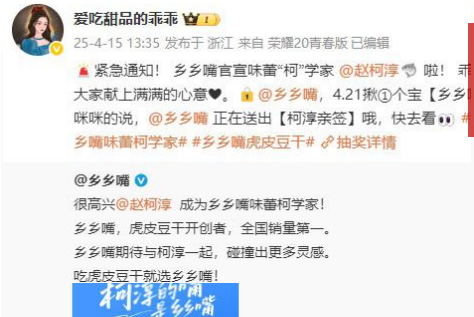 爱吃甜品的乖乖 1
25-4-15 13:35 发布于 浙江 来自 荣耀20青春版 已编辑
🚨紧急通知！ 乡乡嘴官宣味蕾“柯”学家 @赵柯淳🐬 啦！ 乖
大家献上满满的心意❤。🔒@乡乡嘴，4.21揪①个宝【乡乡
咪咪的说，@乡乡嘴 正在送出【柯淳亲签】哦，快去看👀 #
乡嘴味蕾柯学家# #乡乡嘴虎皮豆干# 抽奖详情
@乡乡嘴
很高兴@赵柯淳 成为乡乡嘴味蕾柯学家！
乡乡嘴，虎皮豆干开创者，全国销量第一。
乡乡嘴期待与柯淳一起，碰撞出更多灵感。
吃虎皮豆干就选乡乡嘴！
柯淳的嘴
是乡乡嘴